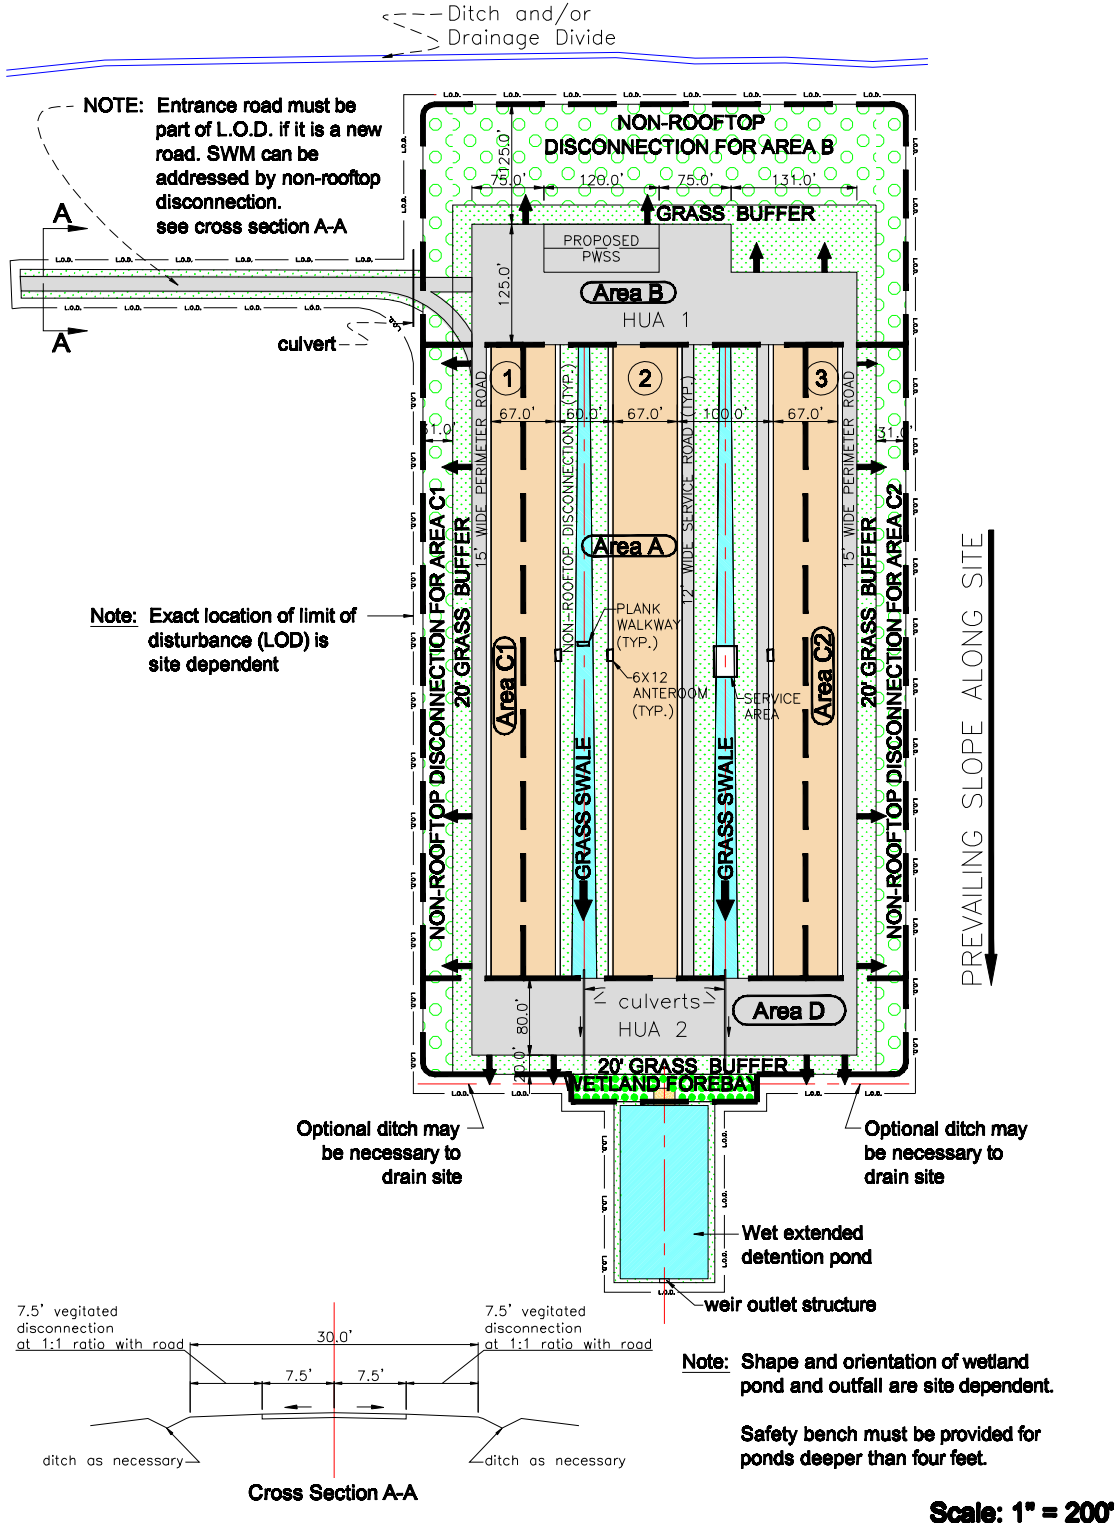 Ditch and/or
Drainage Divide
NOTE: Entrance road must be
part of L.O.D. if it is a new
road. SWM can be
addressed by non-rooftop
disconnection.
see cross section A-A
L.O.D.
NON-ROOFTOP
DISCONNECTION FOR AREA B
125.0'
75.0'
120.0'
75.0'
131.0'
GRASS BUFFER
A
A
PROPOSED
PWSS
Area B
HUA 1
125.0'
culvert
1
2
3
67.0'
60.0'
67.0'
100.0'
67.0'
31.0'
31.0'
15' WIDE PERIMETER ROAD
NON-ROOFTOP DISCONNECTION (TYP.)
12' WIDE SERVICE ROAD (TYP.)
15' WIDE PERIMETER ROAD
NON-ROOFTOP DISCONNECTION FOR AREA C1
20' GRASS BUFFER
Area C1
Area A
Area C2
20' GRASS BUFFER
NON-ROOFTOP DISCONNECTION FOR AREA C2
PREVAILING SLOPE ALONG SITE
Note: Exact location of limit of
disturbance (LOD) is
site dependent
PLANK
WALKWAY
(TYP.)
6X12
ANTEROOM
(TYP.)
SERVICE
AREA
GRASS SWALE
GRASS SWALE
culverts
HUA 2
Area D
80.0'
20.0'
20' GRASS BUFFER
WETLAND FOREBAY
Optional ditch may
be necessary to
drain site
Optional ditch may
be necessary to
drain site
Wet extended
detention pond
weir outlet structure
7.5' vegitated
disconnection
at 1:1 ratio with road
30.0'
7.5' vegitated
disconnection
at 1:1 ratio with road
7.5'
7.5'
ditch as necessary
ditch as necessary
Cross Section A-A
Note: Shape and orientation of wetland
pond and outfall are site dependent.
Safety bench must be provided for
ponds deeper than four feet.
Scale: 1" = 200'